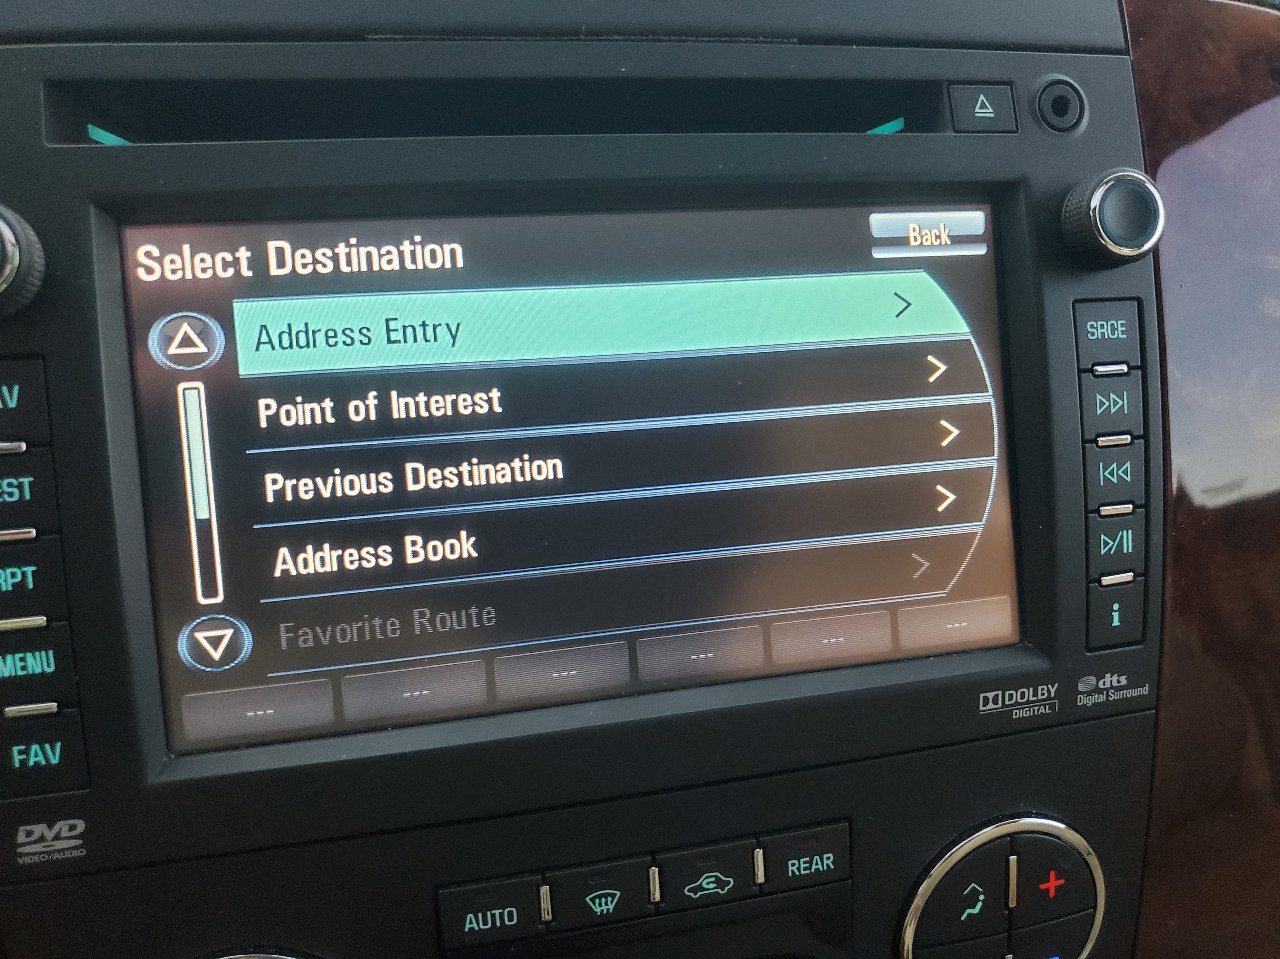 Select Destination
Back
Address Entry
Point of Interest
Previous Destination
Address Book
Favorite Route
--- --- --- --- --- ---
SRCE
i
MENU
FAV
DOLBY
DIGITAL
dts
Digital Surround
DVD
VIDEO/AUDIO
AUTO
REAR